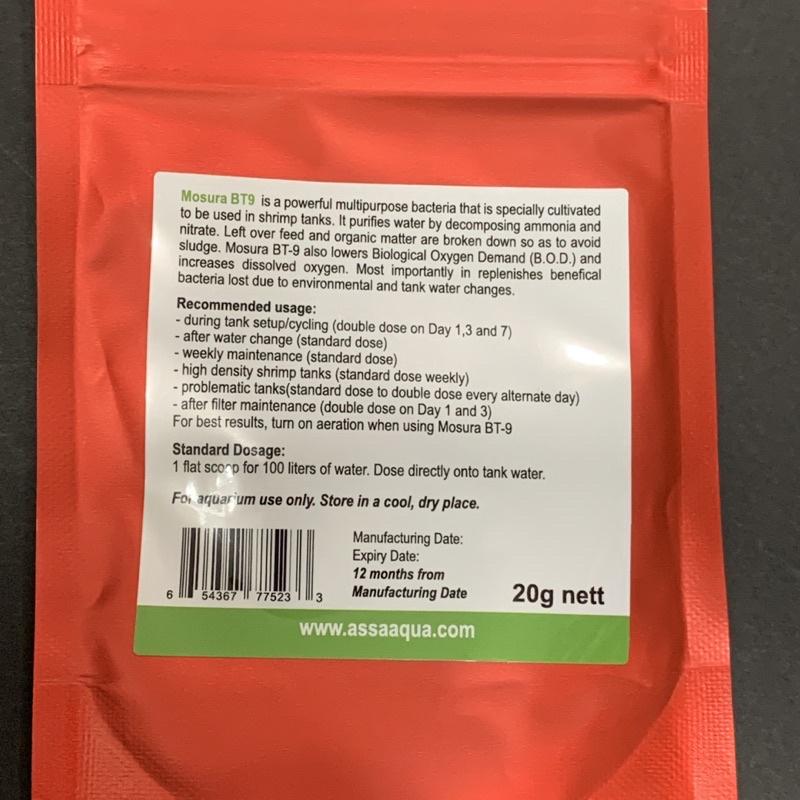 Mosura BT9 is a powerful multipurpose bacteria that is specially cultivated
to be used in shrimp tanks. It purifies water by decomposing ammonia and
nitrate. Left over feed and organic matter are broken down so as to avoid
sludge. Mosura BT-9 also lowers Biological Oxygen Demand (B.O.D.) and
increases dissolved oxygen. Most importantly in replenishes benefical
bacteria lost due to environmental and tank water changes.
Recommended usage:
- during tank setup/cycling (double dose on Day 1,3 and 7)
- after water change (standard dose)
- weekly maintenance (standard dose)
- high density shrimp tanks (standard dose weekly)
- problematic tanks(standard dose to double dose every alternate day)
- after filter maintenance (double dose on Day 1 and 3)
For best results, turn on aeration when using Mosura BT-9
Standard Dosage:
1 flat scoop for 100 liters of water. Dose directly onto tank water.
For aquarium use only. Store in a cool, dry place.
Manufacturing Date:
Expiry Date:
12 months from
Manufacturing Date
20g nett
6 54367 77523 3
www.assaaqua.com